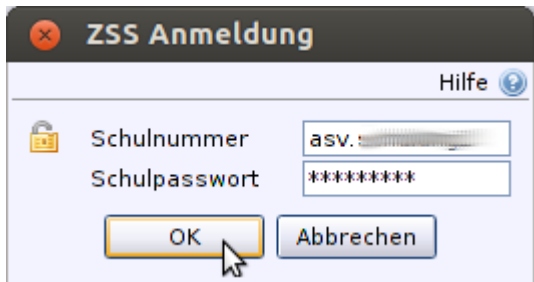 ZSS Anmeldung
Hilfe
Schulnummer asv.
Schulpasswort *********
OK Abbrechen